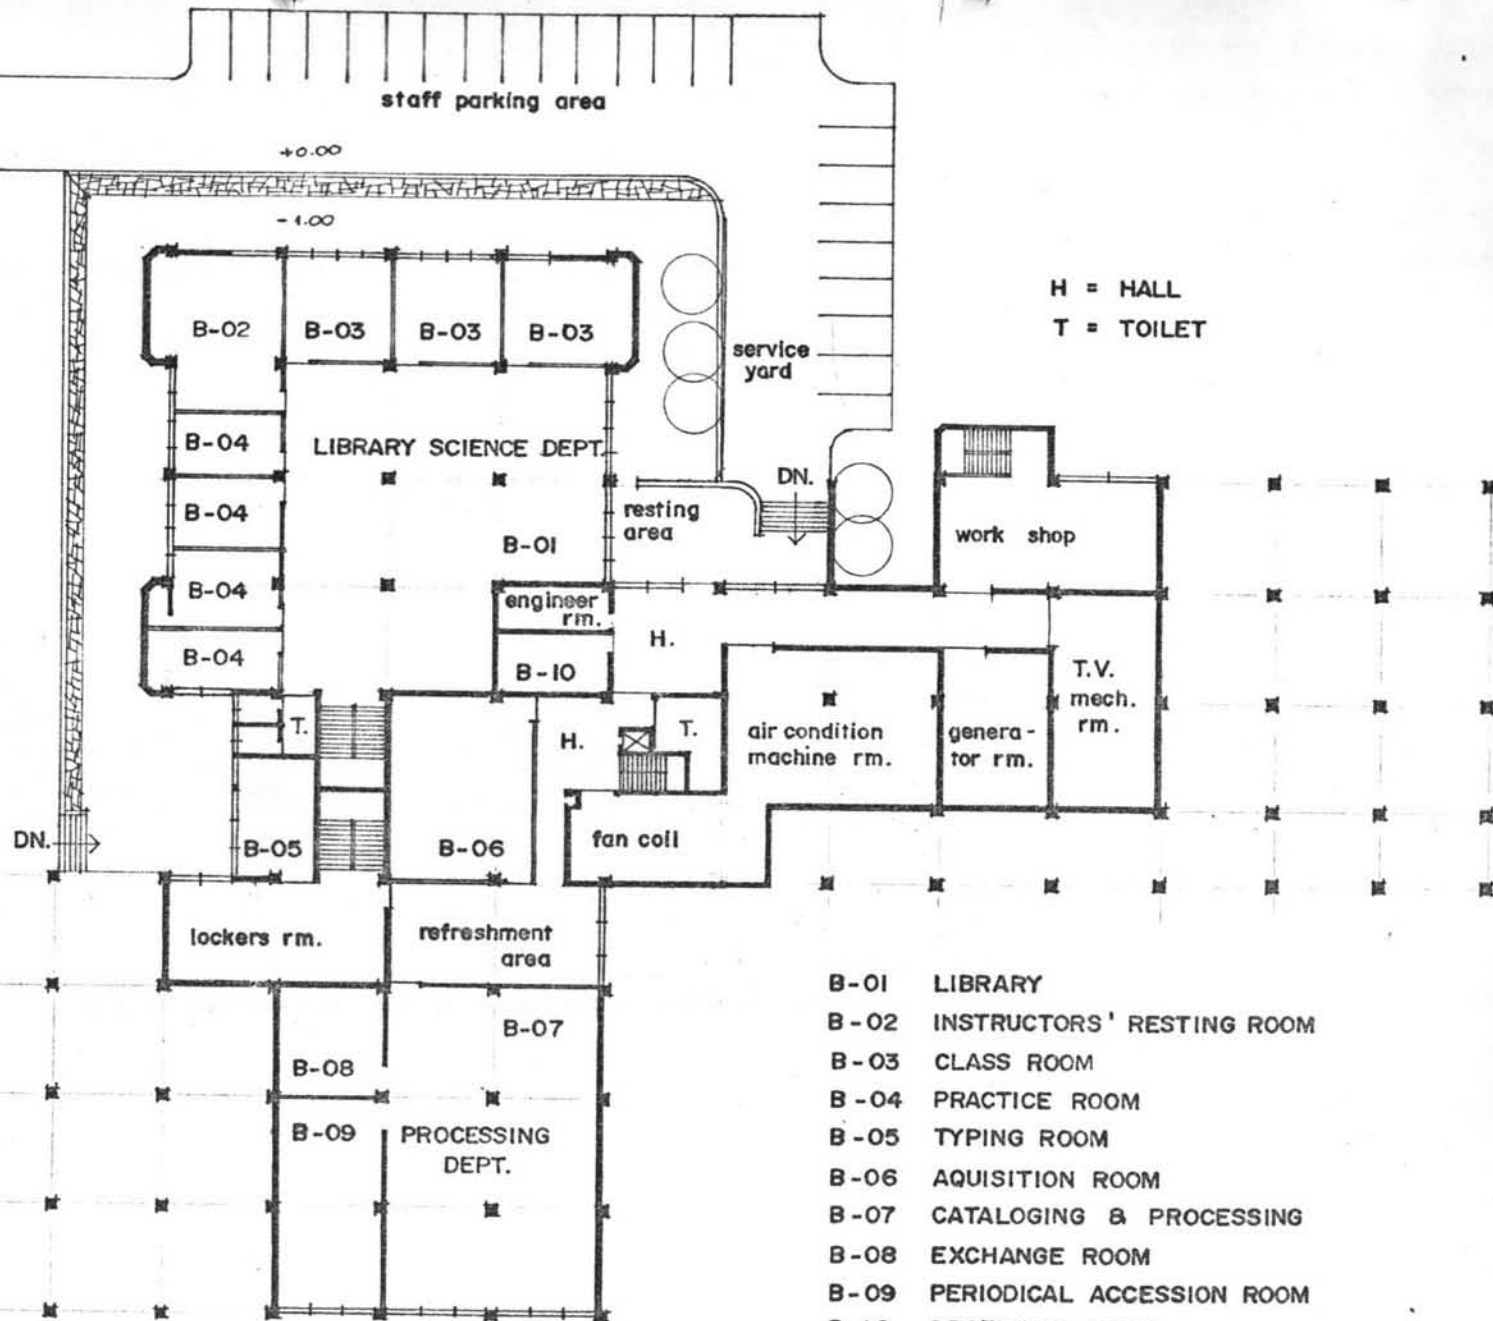 staff parking area
+0.00
-1.00
H = HALL
T = TOILET
B-02
B-03
B-03
B-03
service
yard
B-04
LIBRARY SCIENCE DEPT.
DN.
B-04
resting
area
work shop
B-01
B-04
engineer
rm.
H.
B-04
B-10
T.V.
mech.
rm.
T.
H.
T.
air condition
machine rm.
genera-
tor rm.
DN.
B-05
B-06
fan coil
lockers rm.
refreshment
area
B-07
B-08
B-09
PROCESSING
DEPT.
B-01 LIBRARY
B-02 INSTRUCTORS' RESTING ROOM
B-03 CLASS ROOM
B-04 PRACTICE ROOM
B-05 TYPING ROOM
B-06 AQUISITION ROOM
B-07 CATALOGING & PROCESSING
B-08 EXCHANGE ROOM
B-09 PERIODICAL ACCESSION ROOM